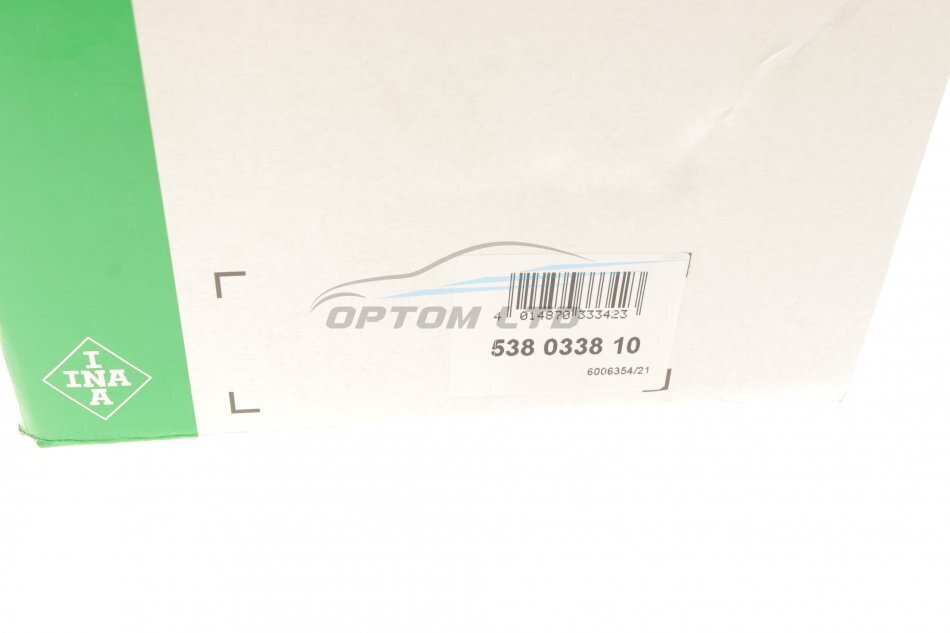 4 014870 333423
OPTOM LTD
538 0338 10
6006354/21
I
INA
A